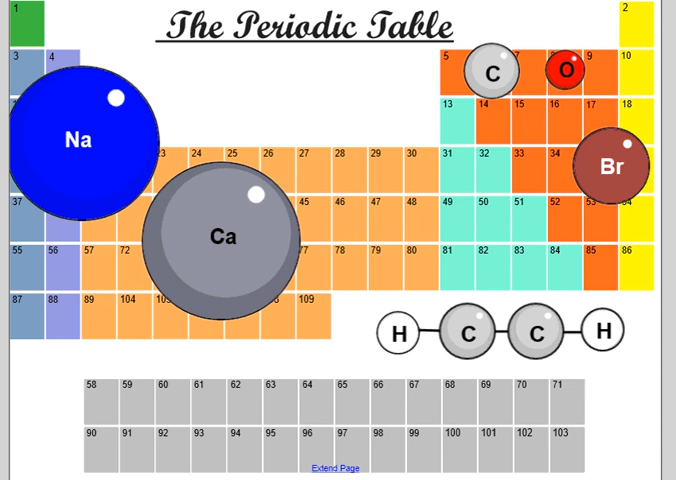 The Periodic Table
1 2
3 4 5 C 7 O 9 10
13 14 15 16 17 18
Na
23 24 25 26 27 28 29 30 31 32 33 34 Br
37 Ca 45 46 47 48 49 50 51 52 53
55 56 57 72 77 78 79 80 81 82 83 84 85 86
87 88 89 104 109
H C C H
58 59 60 61 62 63 64 65 66 67 68 69 70 71
90 91 92 93 94 95 96 97 98 99 100 101 102 103
Extend Page